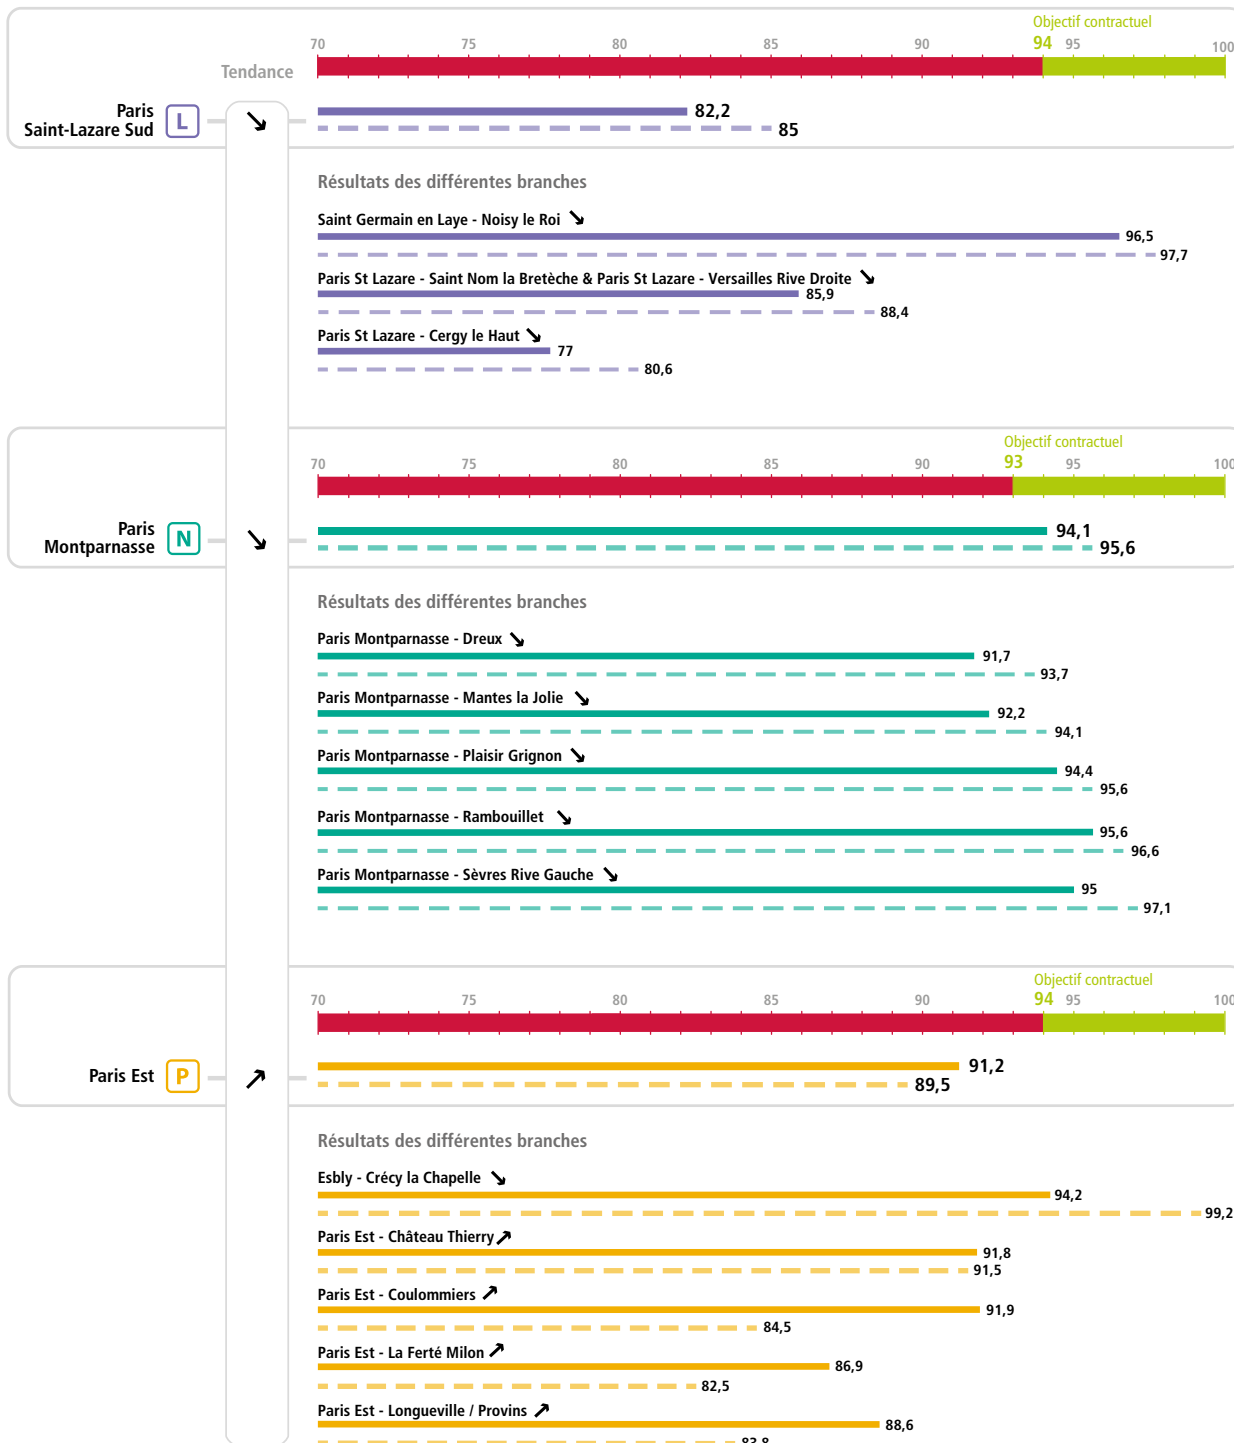 Objectif contractuel
70 75 80 85 90 94 95 100
Tendance
Paris
Saint-Lazare Sud
L
82,2
85
Résultats des différentes branches
Saint Germain en Laye - Noisy le Roi
96,5
97,7
Paris St Lazare - Saint Nom la Bretèche & Paris St Lazare - Versailles Rive Droite
85,9
88,4
Paris St Lazare - Cergy le Haut
77
80,6
Objectif contractuel
70 75 80 85 90 93 95 100
Paris
Montparnasse
N
94,1
95,6
Résultats des différentes branches
Paris Montparnasse - Dreux
91,7
93,7
Paris Montparnasse - Mantes la Jolie
92,2
94,1
Paris Montparnasse - Plaisir Grignon
94,4
95,6
Paris Montparnasse - Rambouillet
95,6
96,6
Paris Montparnasse - Sèvres Rive Gauche
95
97,1
Objectif contractuel
70 75 80 85 90 94 95 100
Paris Est
P
91,2
89,5
Résultats des différentes branches
Esbly - Crécy la Chapelle
94,2
99,2
Paris Est - Château Thierry
91,8
91,5
Paris Est - Coulommiers
91,9
84,5
Paris Est - La Ferté Milon
86,9
82,5
Paris Est - Longueville / Provins
88,6
83,8